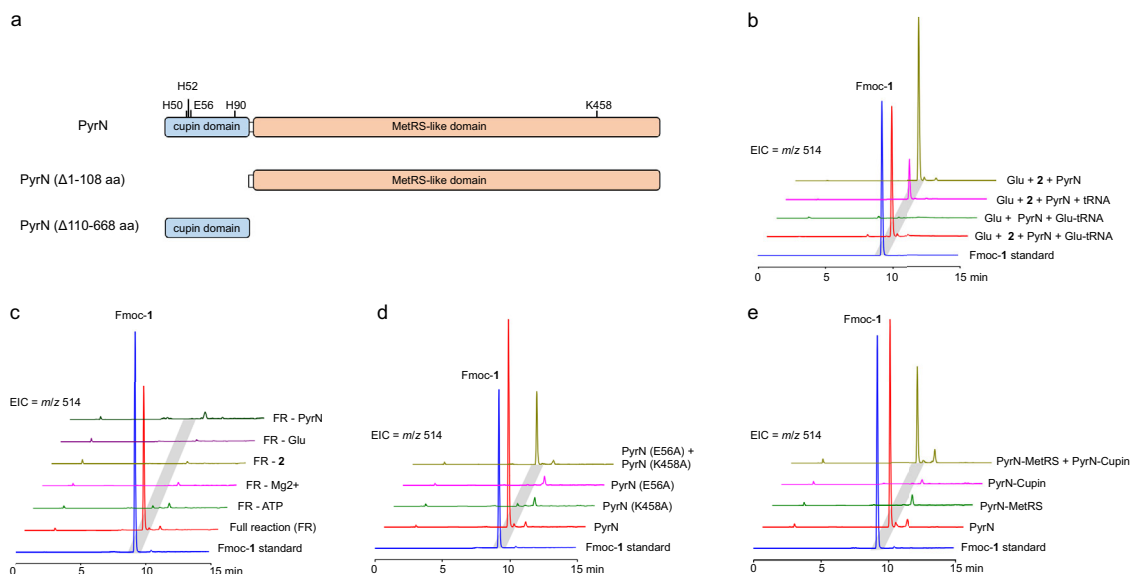 a
H52
H50
E56
H90
K458
PyrN
cupin domain
MetRS-like domain
PyrN (Δ1-108 aa)
MetRS-like domain
PyrN (Δ110-668 aa)
cupin domain
b
Fmoc-1
EIC = m/z 514
Glu + 2 + PyrN
Glu + 2 + PyrN + tRNA
Glu + PyrN + Glu-tRNA
Glu + 2 + PyrN + Glu-tRNA
Fmoc-1 standard
0 5 10 15 min
c
Fmoc-1
EIC = m/z 514
FR - PyrN
FR - Glu
FR - 2
FR - Mg2+
FR - ATP
Full reaction (FR)
Fmoc-1 standard
0 5 10 15 min
d
Fmoc-1
EIC = m/z 514
PyrN (E56A) +
PyrN (K458A)
PyrN (E56A)
PyrN (K458A)
PyrN
Fmoc-1 standard
0 5 10 15 min
e
Fmoc-1
EIC = m/z 514
PyrN-MetRS + PyrN-Cupin
PyrN-Cupin
PyrN-MetRS
PyrN
Fmoc-1 standard
0 5 10 15 min